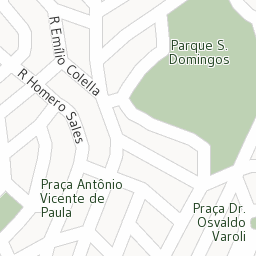 R Emílio Colella
Parque S.
Domingos
R Homero Sales
Praça Antônio
Vicente de
Paula
Praça Dr.
Osvaldo
Varoli